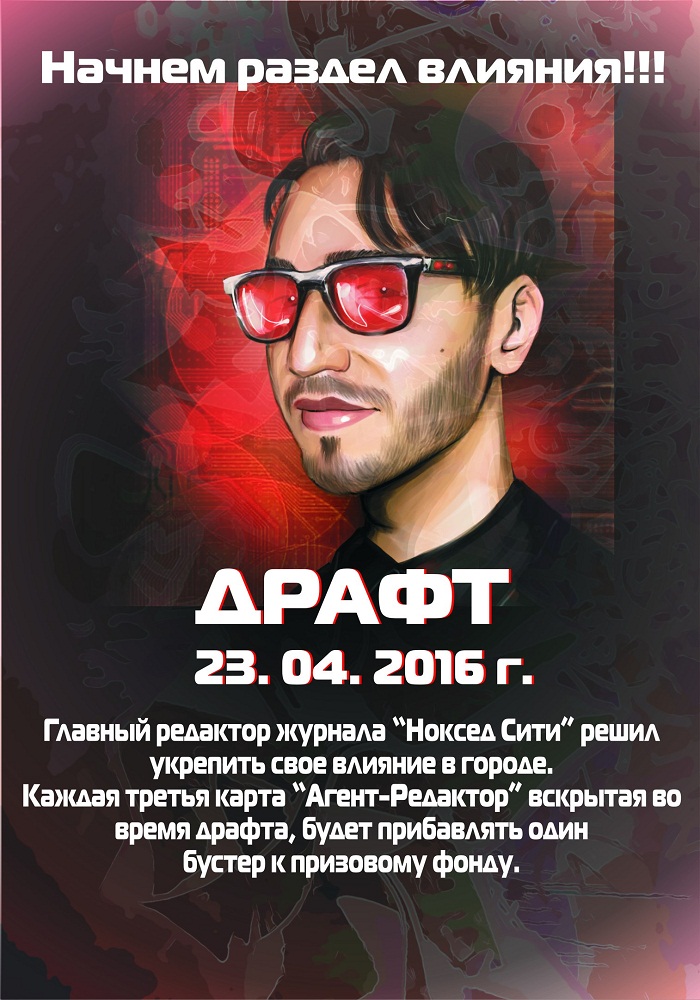 Начнем раздел влияния!!!
ДРАФТ
23. 04. 2016 г.
Главный редактор журнала “Ноксед Сити” решил
укрепить свое влияние в городе.
Каждая третья карта “Агент-Редактор” вскрытая во
время драфта, будет прибавлять один
бустер к призовому фонду.